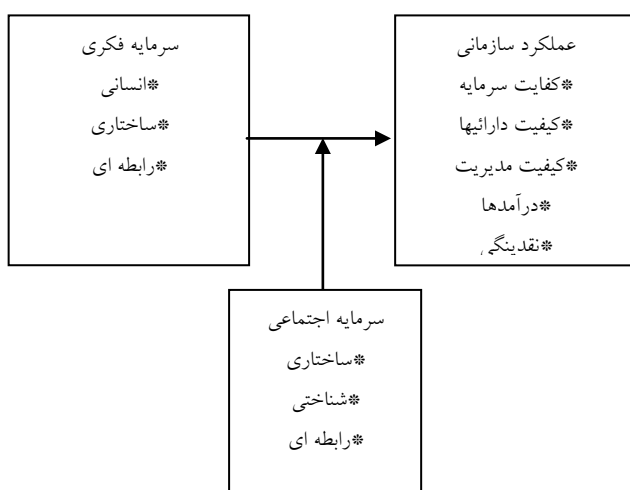 عملکرد سازمانی
*کفایت سرمایه
*کیفیت دارائیها
*کیفیت مدیریت
*درآمدها
*نقدینگی
سرمایه فکری
*انسانی
*ساختاری
*رابطه ای
سرمایه اجتماعی
*ساختاری
*شناختی
*رابطه ای